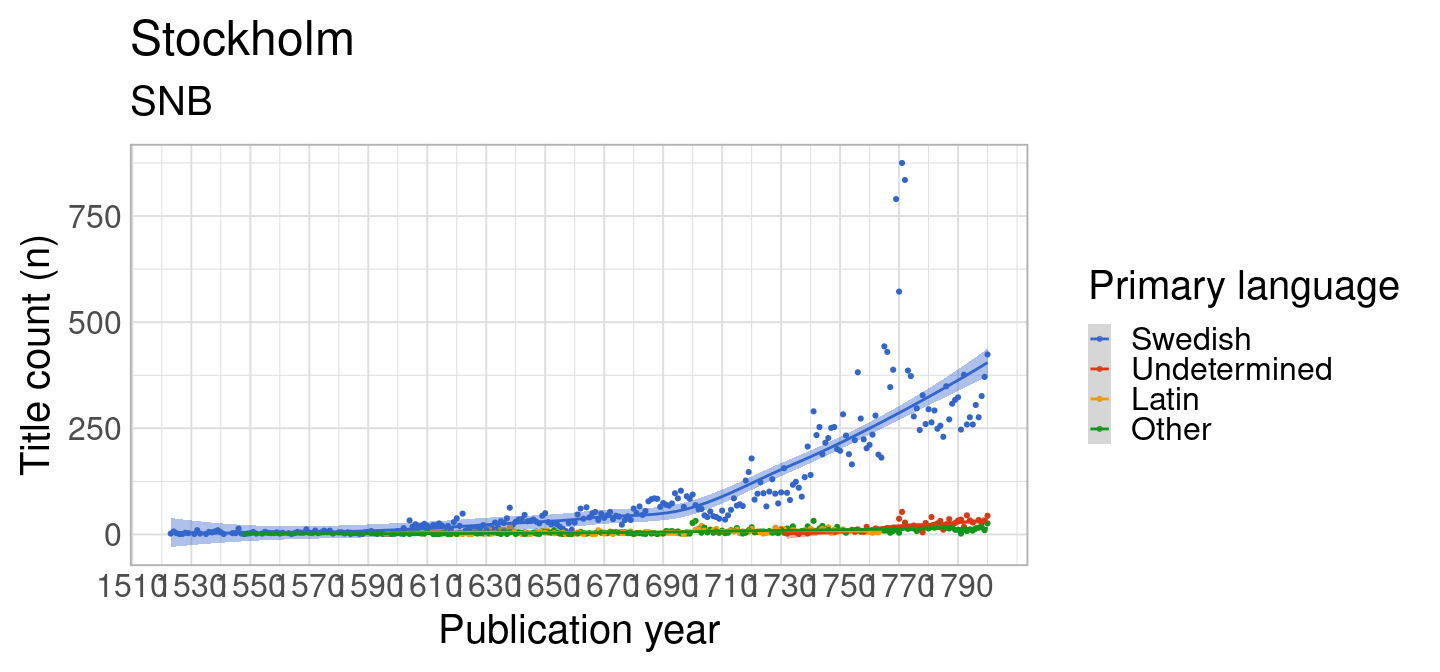 Stockholm
SNB
Title count (n)
750
500
250
0
1510 1530 1550 1570 1590 1610 1630 1650 1670 1690 1710 1730 1750 1770 1790
Publication year
Primary language
Swedish
Undetermined
Latin
Other